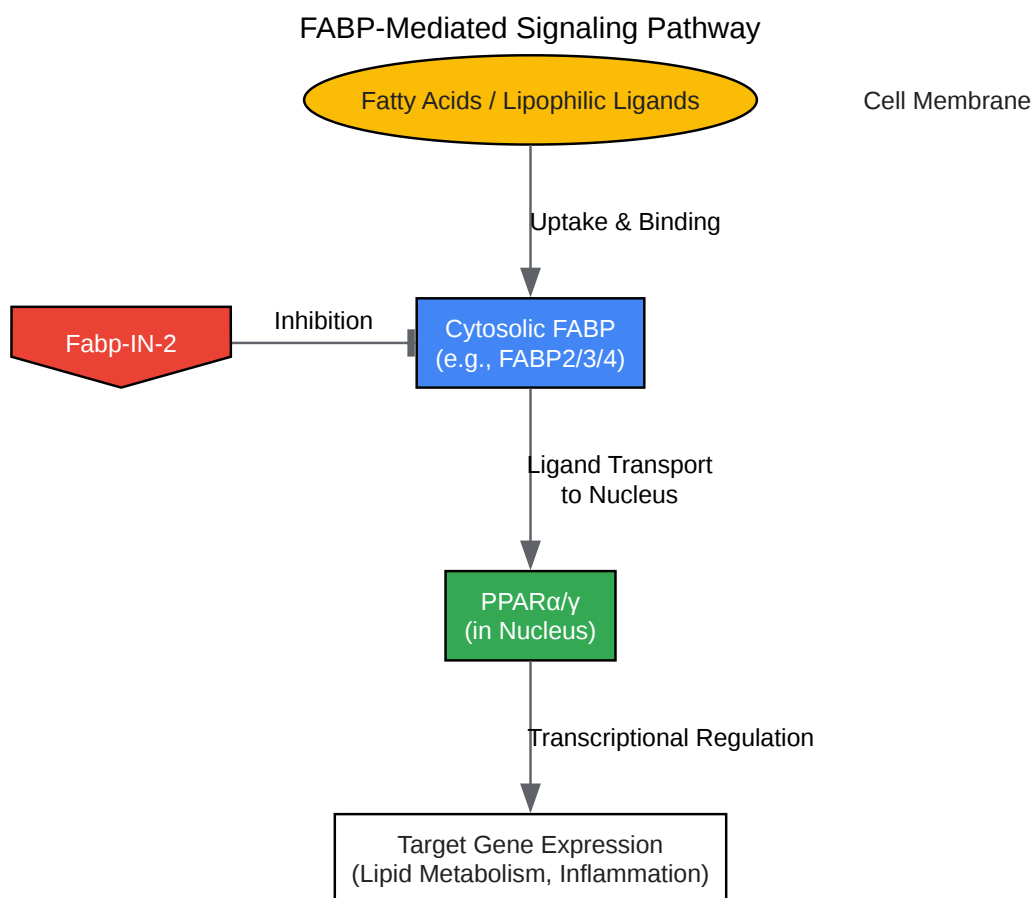 FABP-Mediated Signaling Pathway
Fatty Acids / Lipophilic Ligands
Cell Membrane
Uptake & Binding
Fabp-IN-2
Inhibition
Cytosolic FABP
(e.g., FABP2/3/4)
Ligand Transport
to Nucleus
PPARα/γ
(in Nucleus)
Transcriptional Regulation
Target Gene Expression
(Lipid Metabolism, Inflammation)